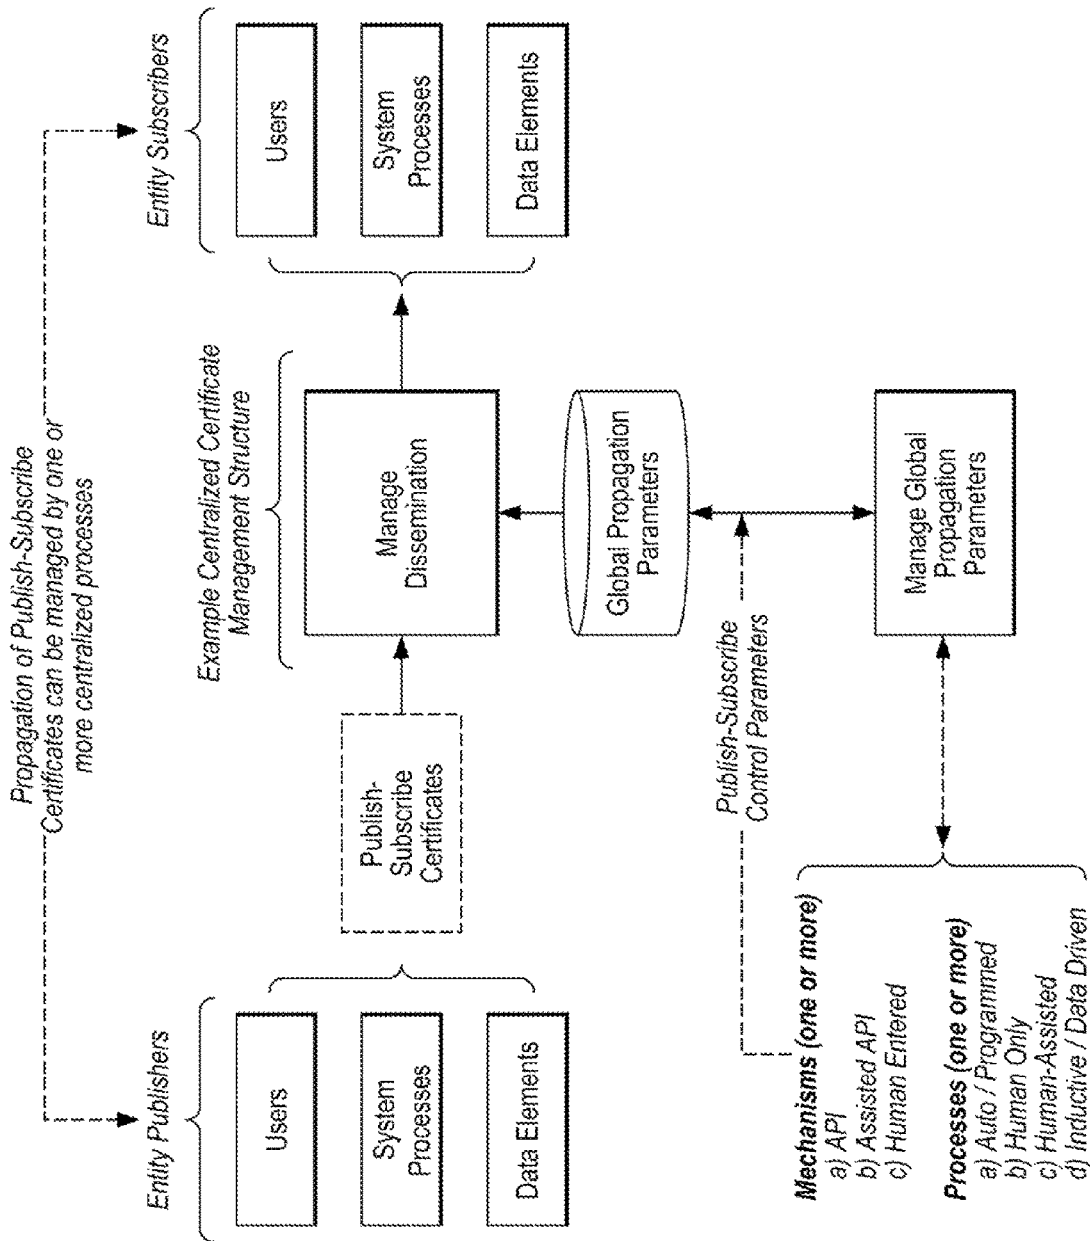 Propagation of Publish-Subscribe
Certificates can be managed by one or
more centralized processes
Entity Publishers
Users
System
Processes
Data Elements
Publish-
Subscribe
Certificates
Example Centralized Certificate
Management Structure
Manage
Dissemination
Entity Subscribers
Users
System
Processes
Data Elements
Global Propagation
Parameters
Publish-Subscribe
Control Parameters
Manage Global
Propagation
Parameters
Mechanisms (one or more)
a) API
b) Assisted API
c) Human Entered
Processes (one or more)
a) Auto / Programmed
b) Human Only
c) Human-Assisted
d) Inductive / Data Driven